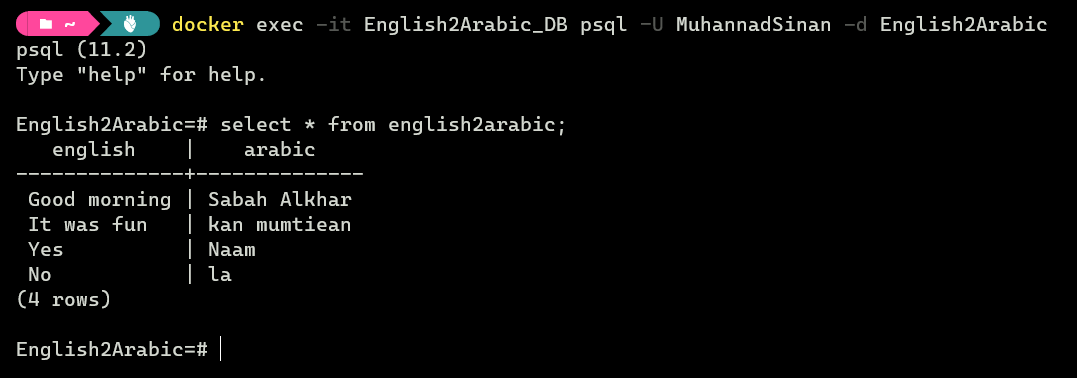 ~ docker exec -it English2Arabic_DB psql -U MuhannadSinan -d English2Arabic
psql (11.2)
Type "help" for help.
English2Arabic=# select * from english2arabic;
   english    |    arabic
--------------+--------------
 Good morning | Sabah Alkhar
 It was fun   | kan mumtiean
 Yes          | Naam
 No           | la
(4 rows)
English2Arabic=#